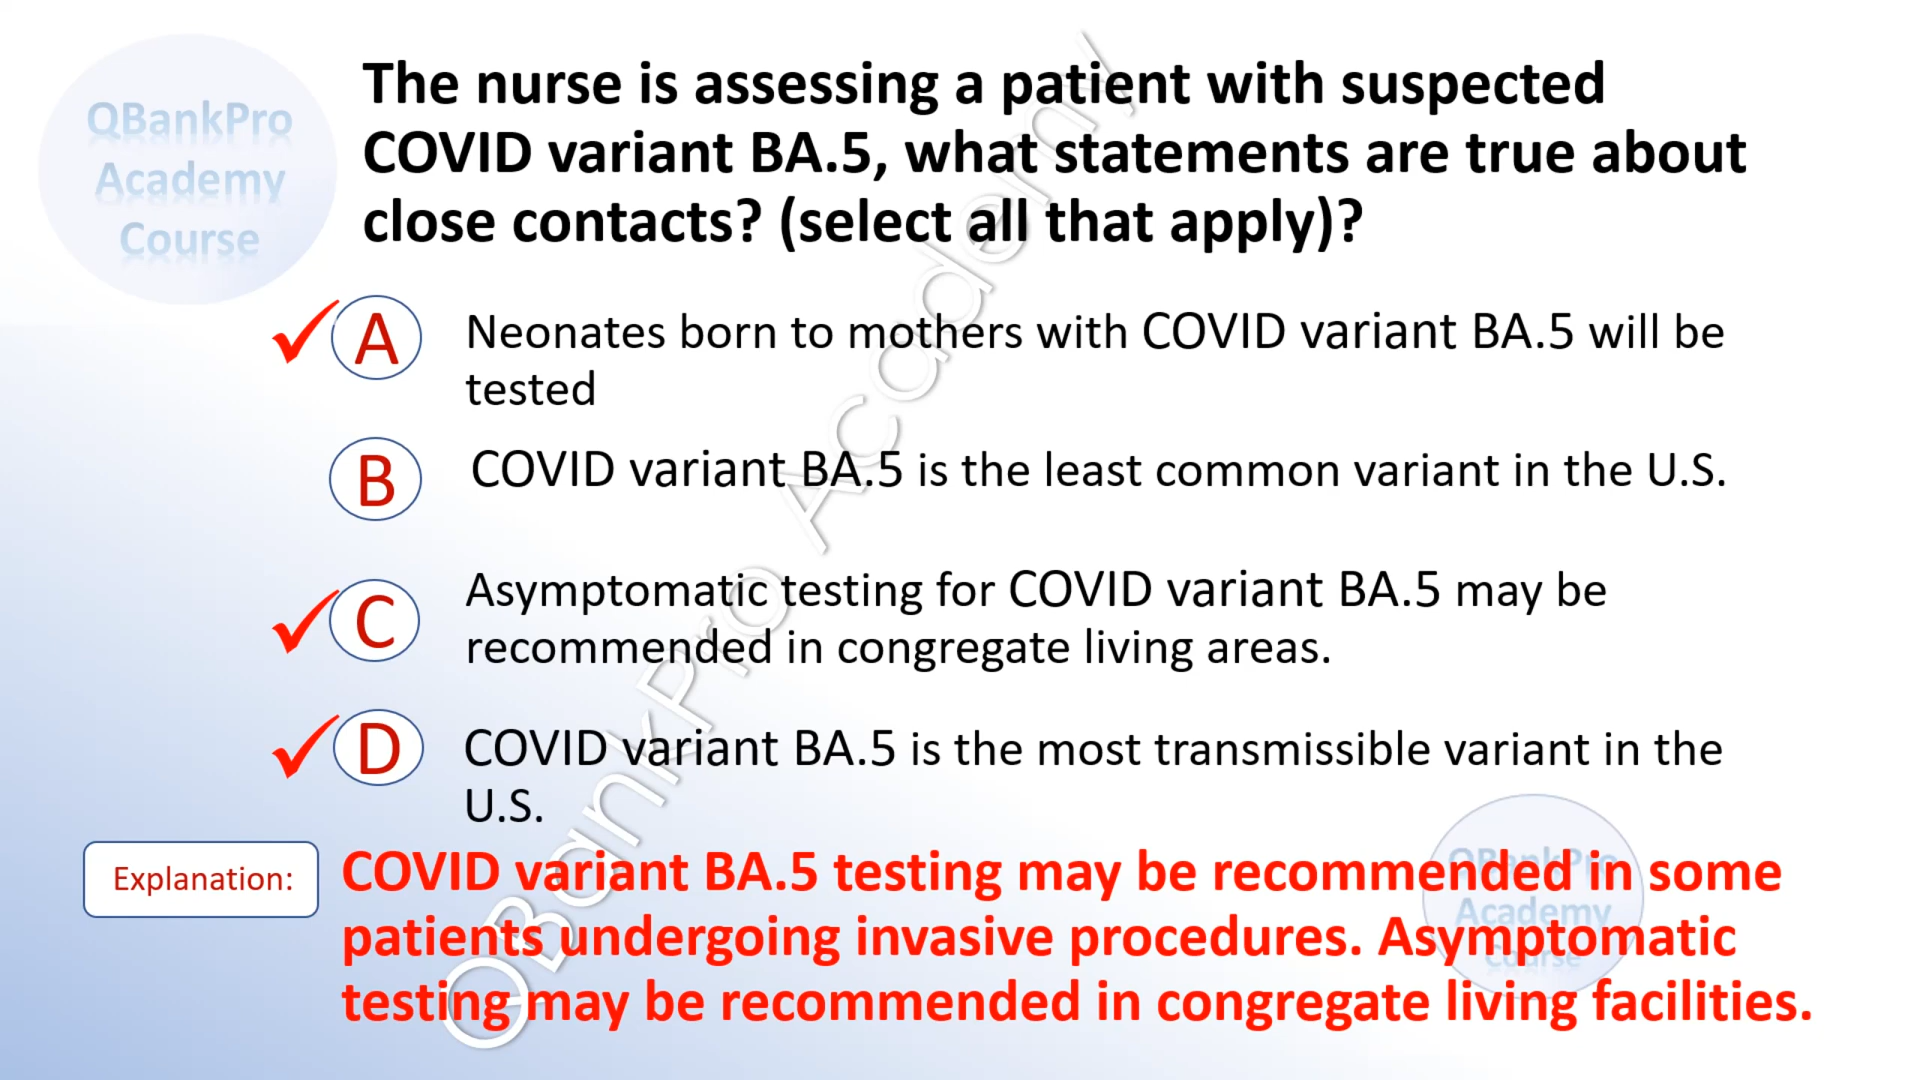 QBankPro
Academy
Course
The nurse is assessing a patient with suspected
COVID variant BA.5, what statements are true about
close contacts? (select all that apply)?
A
Neonates born to mothers with COVID variant BA.5 will be
tested
B
COVID variant BA.5 is the least common variant in the U.S.
C
Asymptomatic testing for COVID variant BA.5 may be
recommended in congregate living areas.
D
COVID variant BA.5 is the most transmissible variant in the
U.S.
Explanation:
COVID variant BA.5 testing may be recommended in some
patients undergoing invasive procedures. Asymptomatic
testing may be recommended in congregate living facilities.
QBankPro
Academy
Course
QBankPro Academy